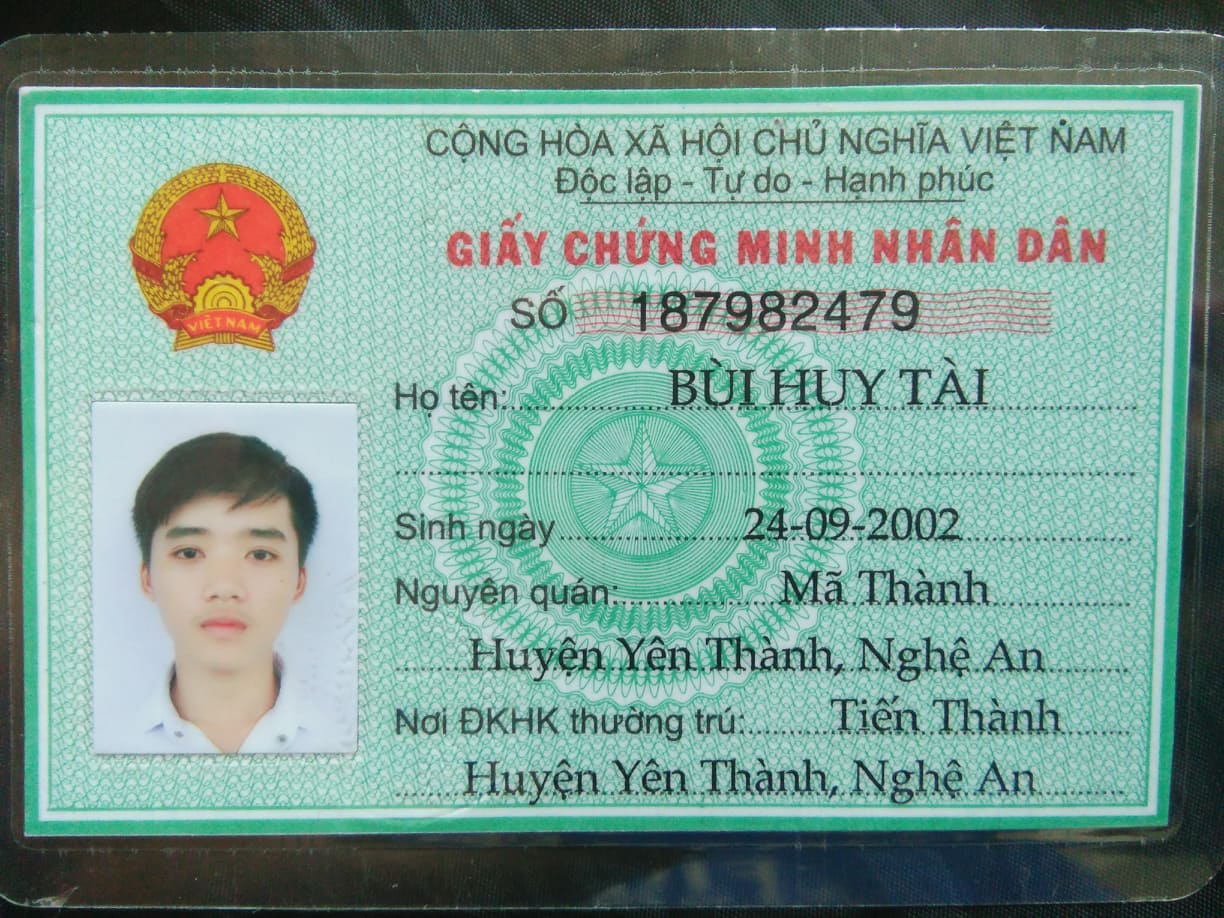 CỘNG HÒA XÃ HỘI CHỦ NGHĨA VIỆT NAM
Độc lập - Tự do - Hạnh phúc
GIẤY CHỨNG MINH NHÂN DÂN
SỐ 187982479
VIỆT NAM
Họ tên: BÙI HUY TÀI
Sinh ngày 24-09-2002
Nguyên quán: Mã Thành
Huyện Yên Thành, Nghệ An
Nơi ĐKHK thường trú: Tiến Thành
Huyện Yên Thành, Nghệ An